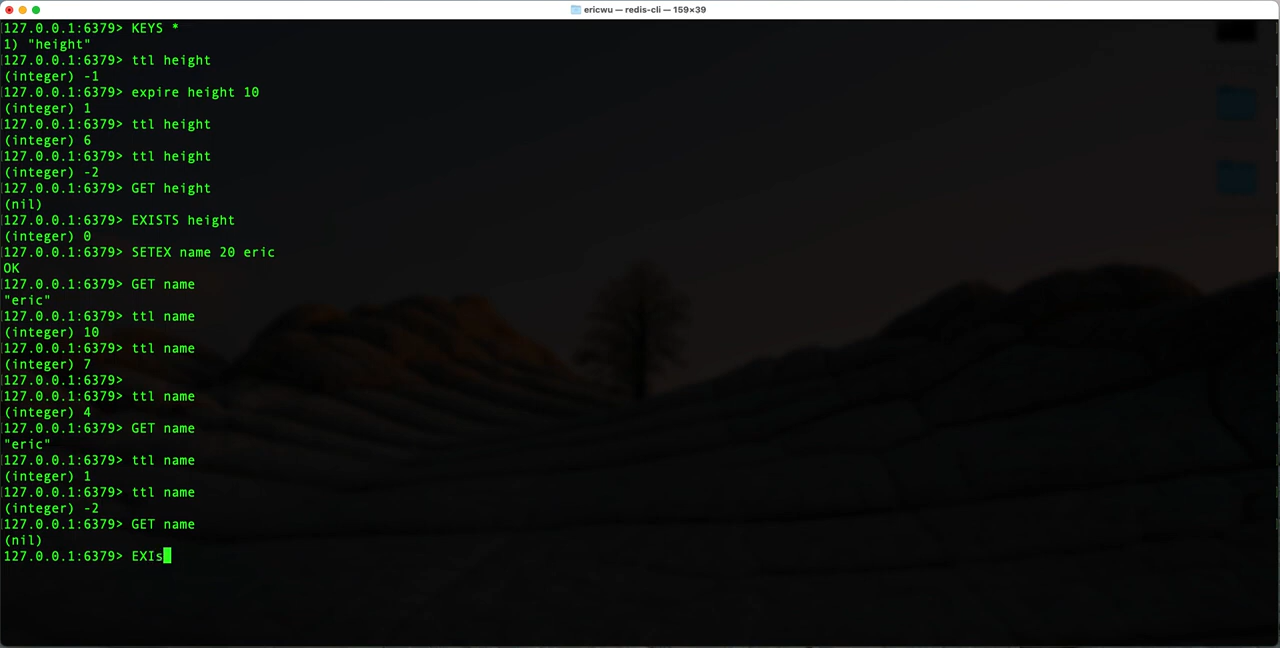 ericwu — redis-cli — 159×39
127.0.0.1:6379> KEYS *
1) "height"
127.0.0.1:6379> ttl height
(integer) -1
127.0.0.1:6379> expire height 10
(integer) 1
127.0.0.1:6379> ttl height
(integer) 6
127.0.0.1:6379> ttl height
(integer) -2
127.0.0.1:6379> GET height
(nil)
127.0.0.1:6379> EXISTS height
(integer) 0
127.0.0.1:6379> SETEX name 20 eric
OK
127.0.0.1:6379> GET name
"eric"
127.0.0.1:6379> ttl name
(integer) 10
127.0.0.1:6379> ttl name
(integer) 7
127.0.0.1:6379>
127.0.0.1:6379> ttl name
(integer) 4
127.0.0.1:6379> GET name
"eric"
127.0.0.1:6379> ttl name
(integer) 1
127.0.0.1:6379> ttl name
(integer) -2
127.0.0.1:6379> GET name
(nil)
127.0.0.1:6379> EXIs